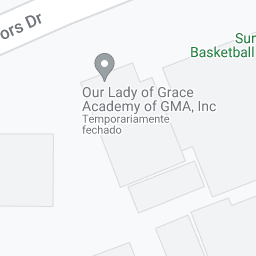 ors Dr
Sun
Basketball
Our Lady of Grace
Academy of GMA, Inc
Temporariamente
fechado